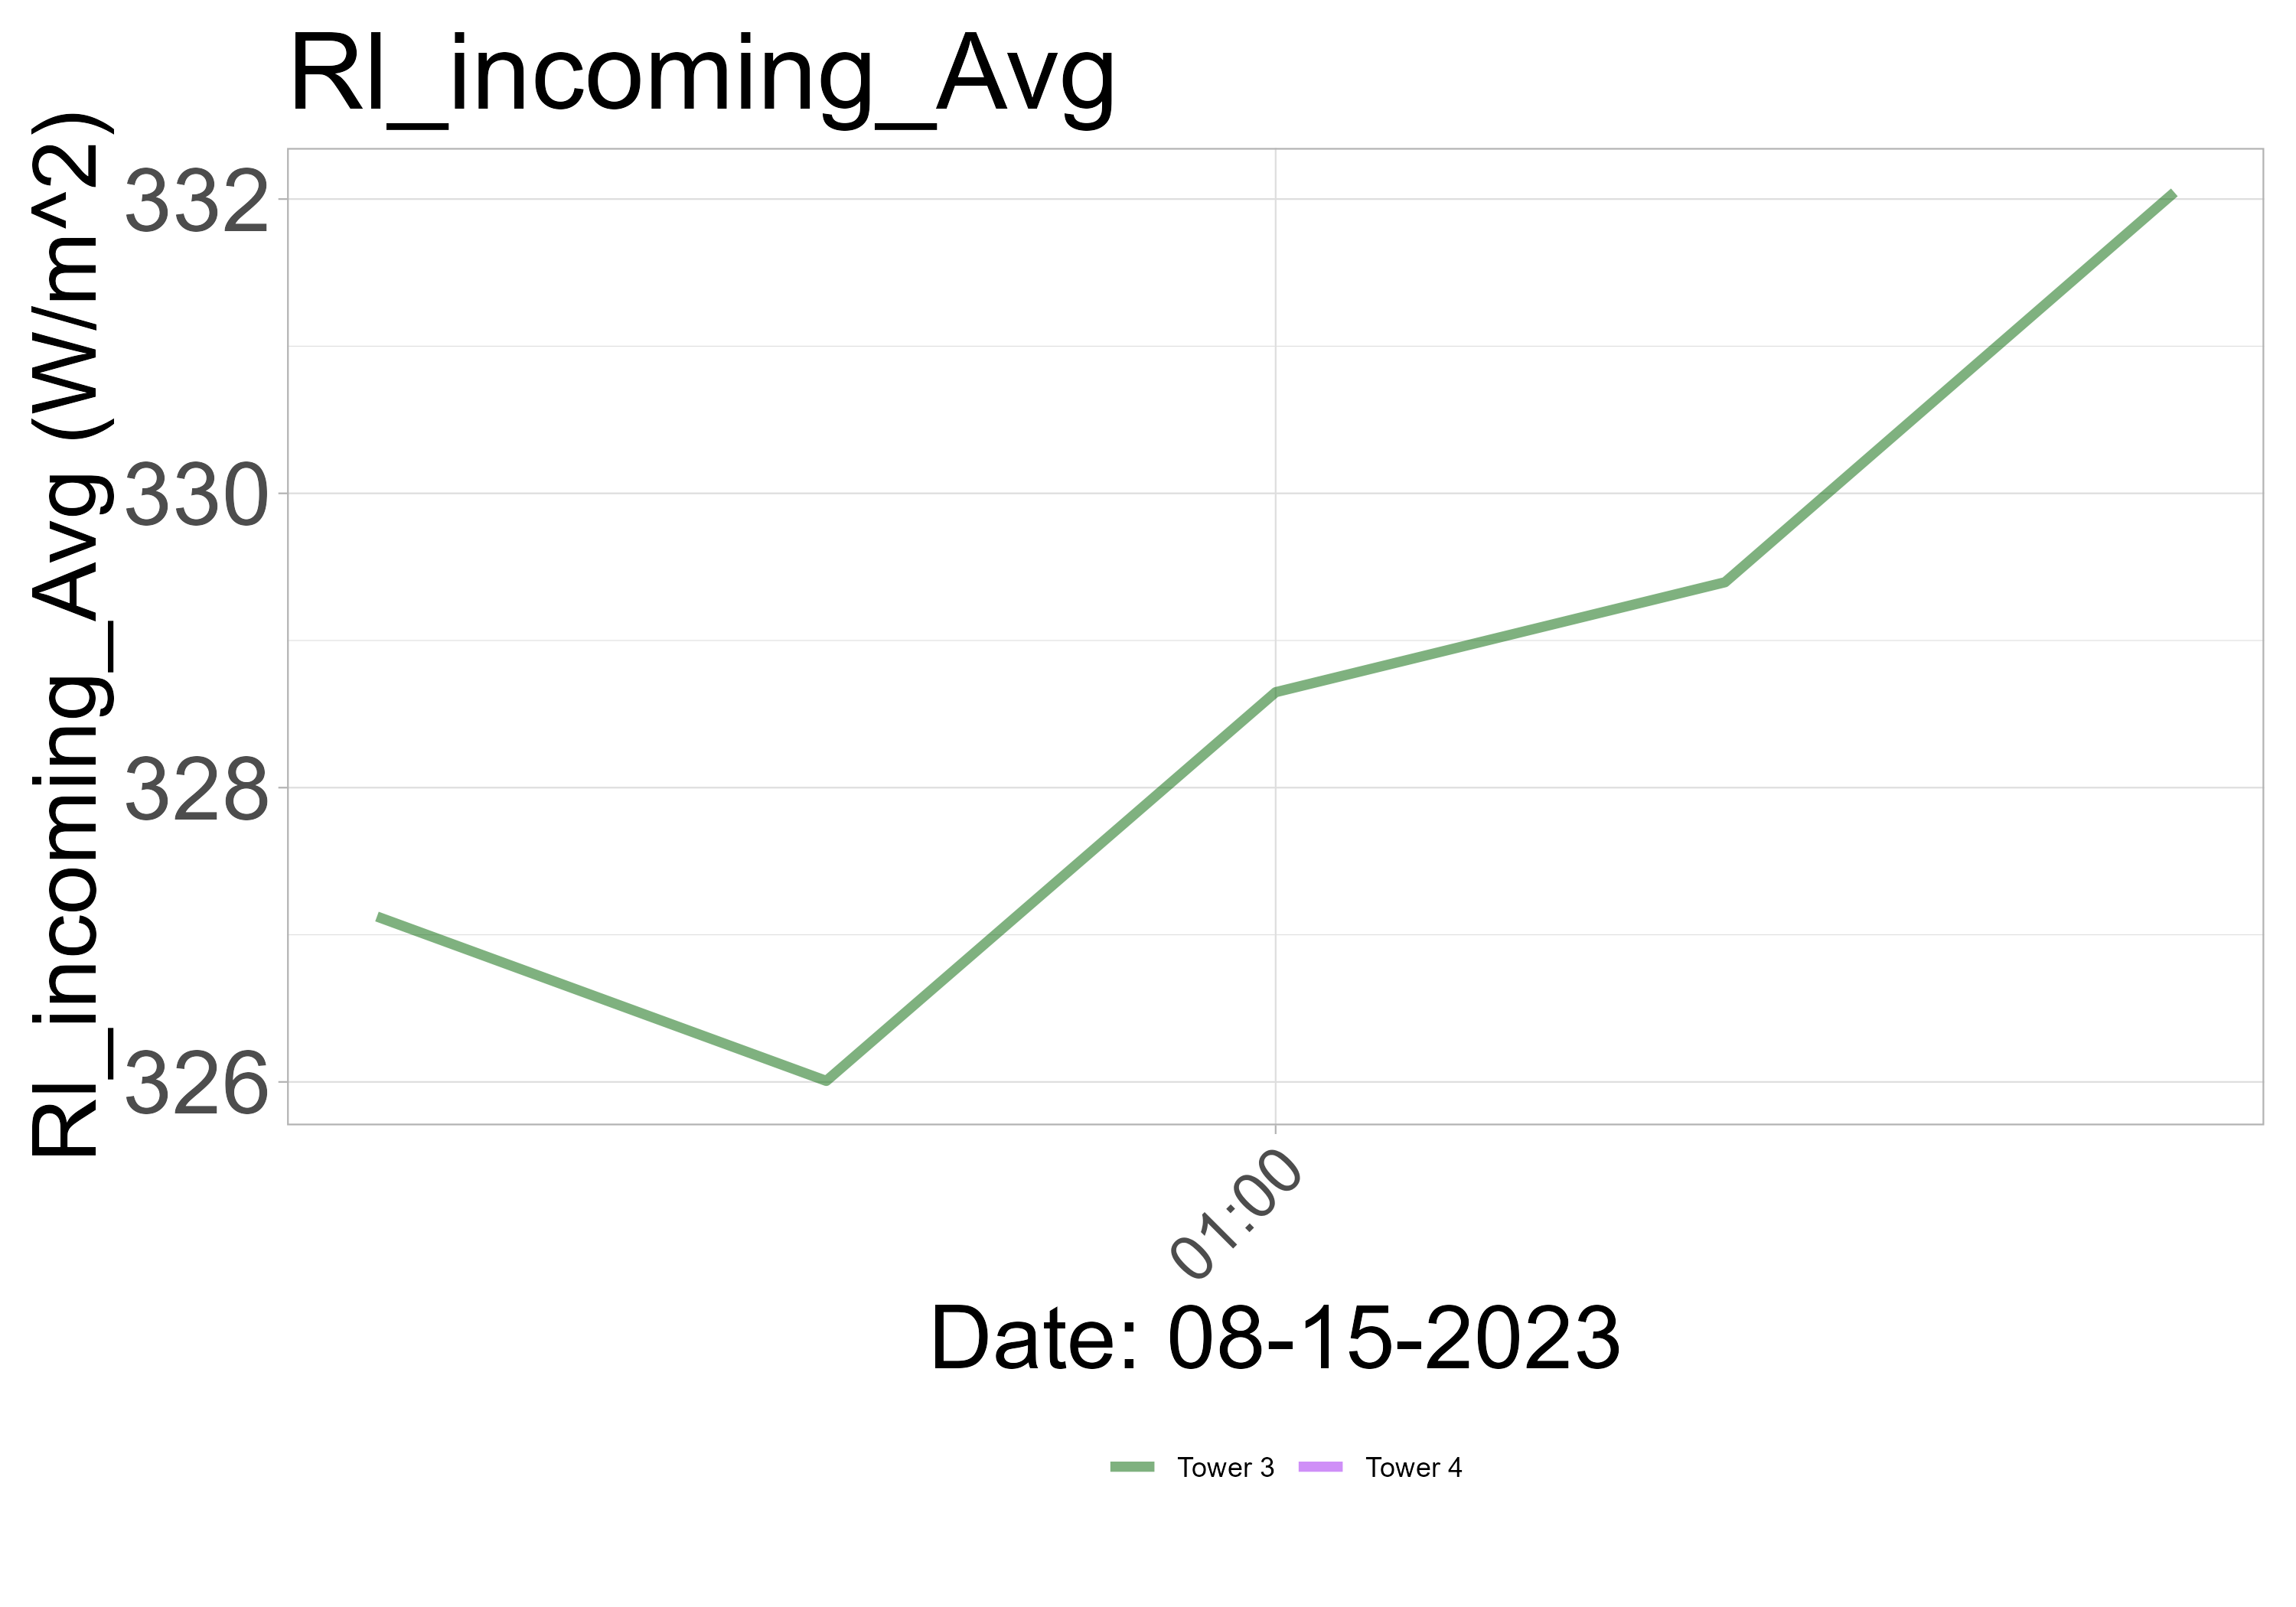 Rl_incoming_Avg
Rl_incoming_Avg (W/m^2)
332
330
328
326
01:00
Date: 08-15-2023
Tower 3 Tower 4